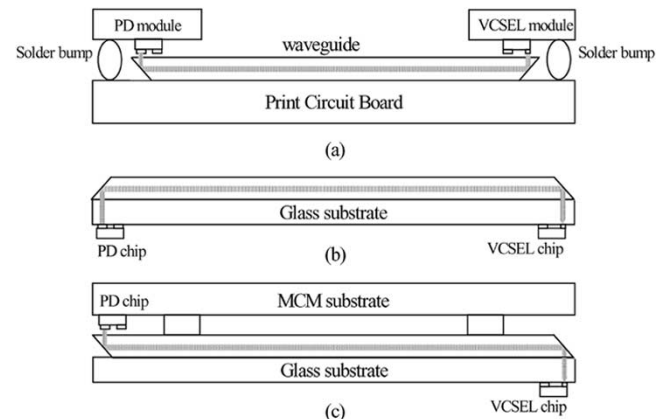 PD module
VCSEL module
Solder bump
waveguide
Solder bump
Print Circuit Board
(a)
Glass substrate
PD chip
VCSEL chip
(b)
PD chip
MCM substrate
Glass substrate
VCSEL chip
(c)